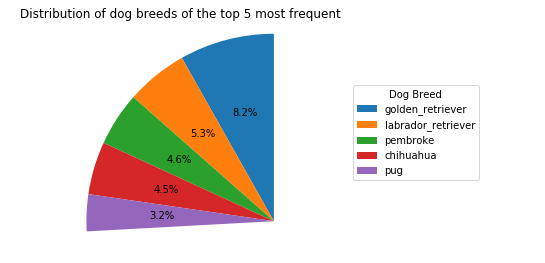 Distribution of dog breeds of the top 5 most frequent
8.2%
5.3%
4.6%
4.5%
3.2%
Dog Breed
golden_retriever
labrador_retriever
pembroke
chihuahua
pug